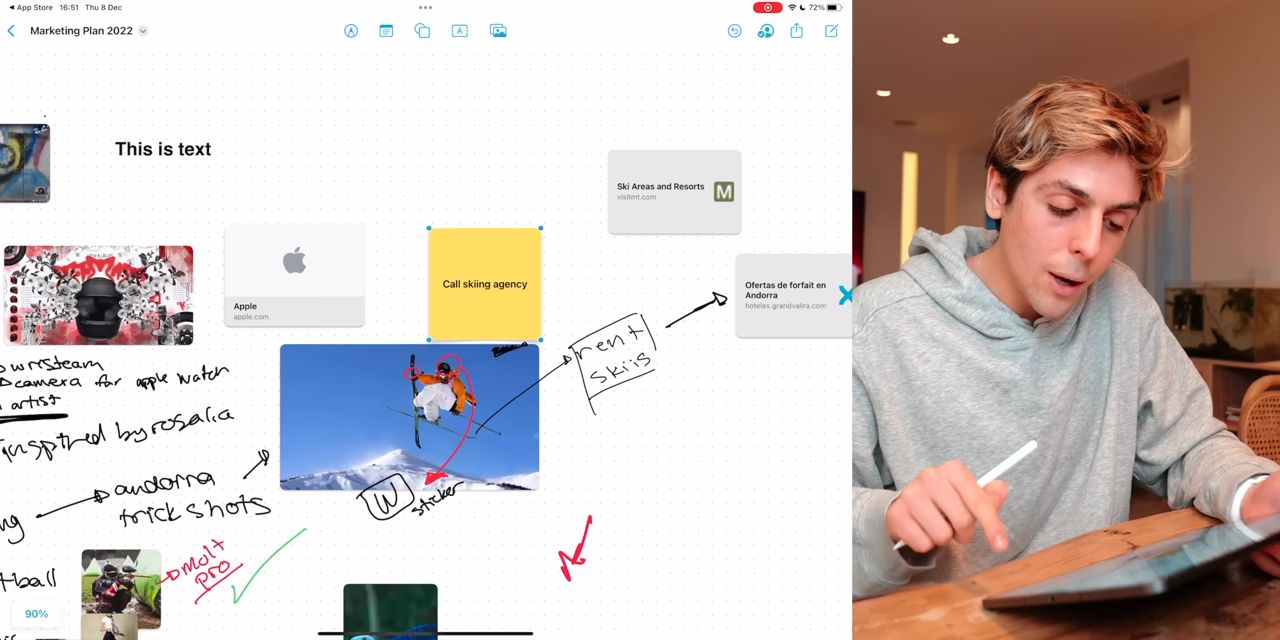 App Store 16:51 Thu 8 Dec
72%
Marketing Plan 2022
This is text
Ski Areas and Resorts
visitmt.com
M
Apple
apple.com
Call skiing agency
Ofertas de forfait en
Andorra
hoteles.grandvalira.com
rent
skiis
camera for apple watch
artist
inspired by rosalia
andorra
trick shots
W
sticker
molt
pro
90%